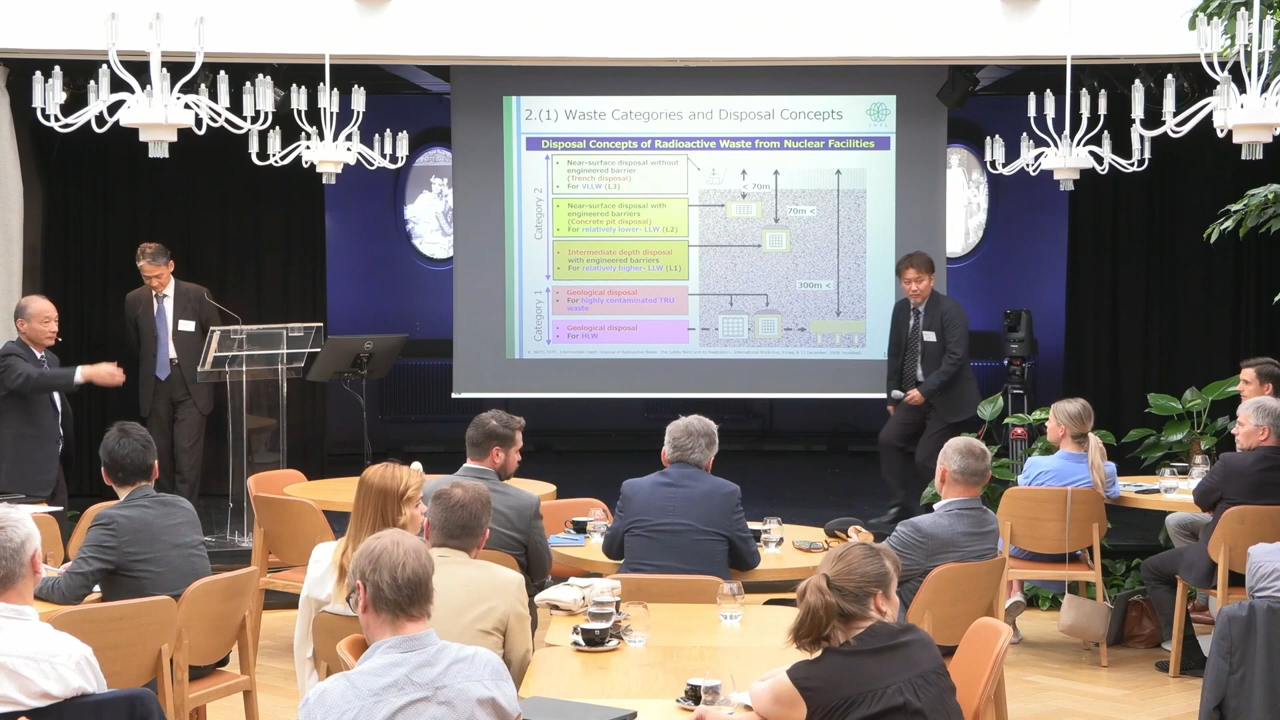 2.(1) Waste Categories and Disposal Concepts
Disposal Concepts of Radioactive Waste from Nuclear Facilities
Category 2
• Near-surface disposal without
engineered barrier
(Trench disposal)
• For VLLW (L3)
• Near-surface disposal with
engineered barriers
(Concrete pit disposal)
• For relatively lower- LLW (L2)
• Intermediate depth disposal
with engineered barriers
• For relatively higher- LLW (L1)
Category 1
• Geological disposal
• For highly contaminated TRU
waste
• Geological disposal
• For HLW
< 70m
70m <
300m <
DELL